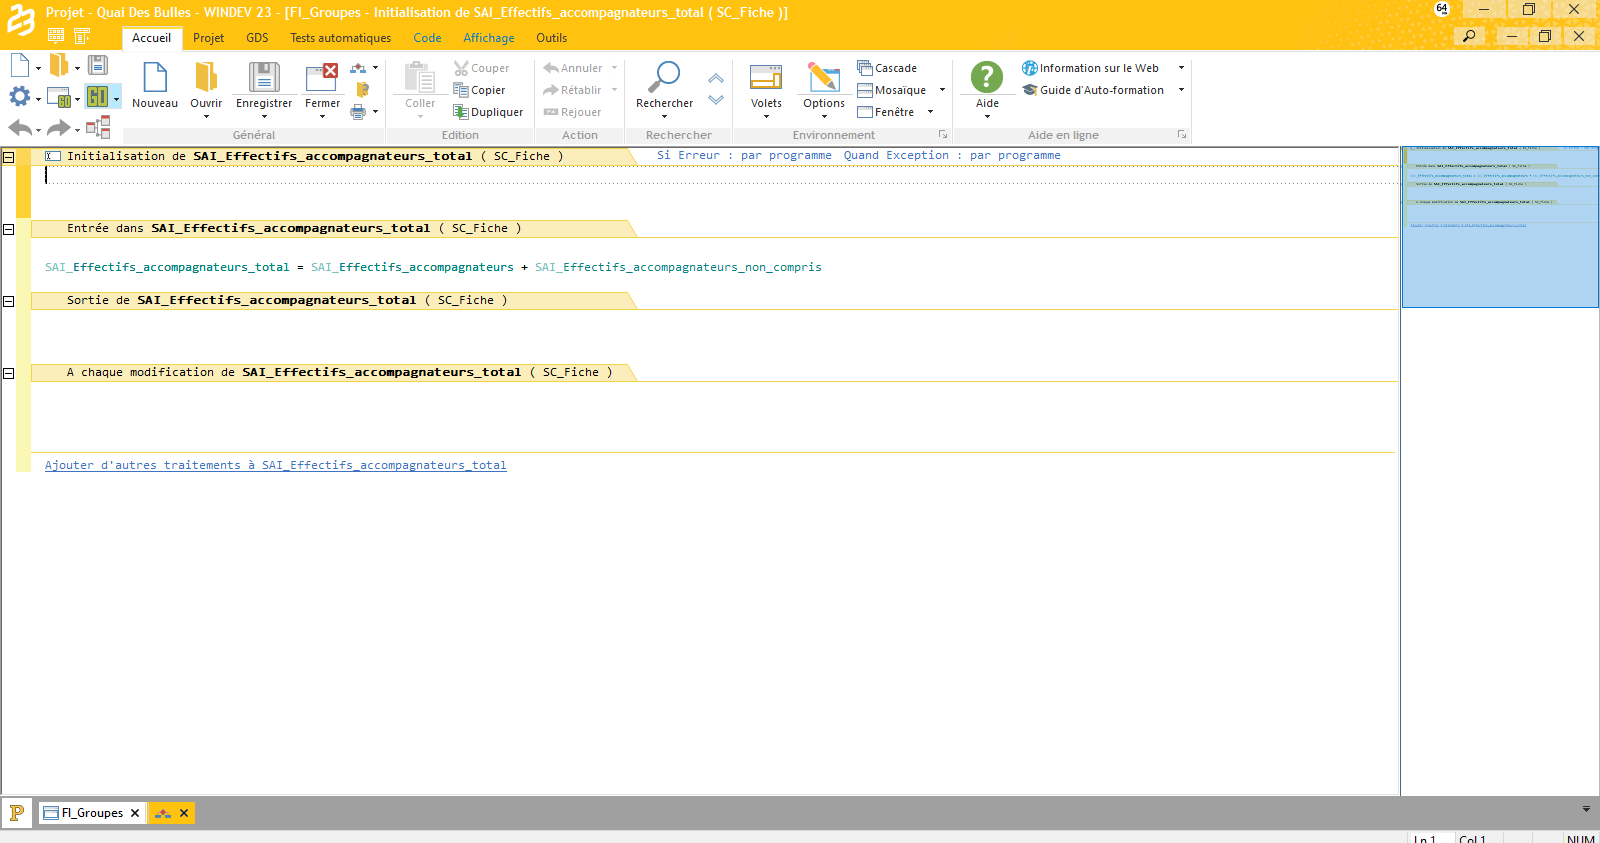 Projet - Quai Des Bulles - WINDEV 23 - [FI_Groupes - Initialisation de SAI_Effectifs_accompagnateurs_total ( SC_Fiche )]
64
Accueil Projet GDS Tests automatiques Code Affichage Outils
Couper Annuler Cascade Information sur le Web
Copier Rétablir Mosaïque Guide d'Auto-formation
Nouveau Ouvrir Enregistrer Fermer Coller Dupliquer Rejouer Rechercher Volets Options Fenêtre Aide
Général Edition Action Rechercher Environnement Aide en ligne
Initialisation de SAI_Effectifs_accompagnateurs_total ( SC_Fiche ) Si Erreur : par programme Quand Exception : par programme
Entrée dans SAI_Effectifs_accompagnateurs_total ( SC_Fiche )
SAI_Effectifs_accompagnateurs_total = SAI_Effectifs_accompagnateurs + SAI_Effectifs_accompagnateurs_non_compris
Sortie de SAI_Effectifs_accompagnateurs_total ( SC_Fiche )
A chaque modification de SAI_Effectifs_accompagnateurs_total ( SC_Fiche )
Ajouter d'autres traitements à SAI_Effectifs_accompagnateurs_total
P FI_Groupes
Ln 1 Col 1 NUM